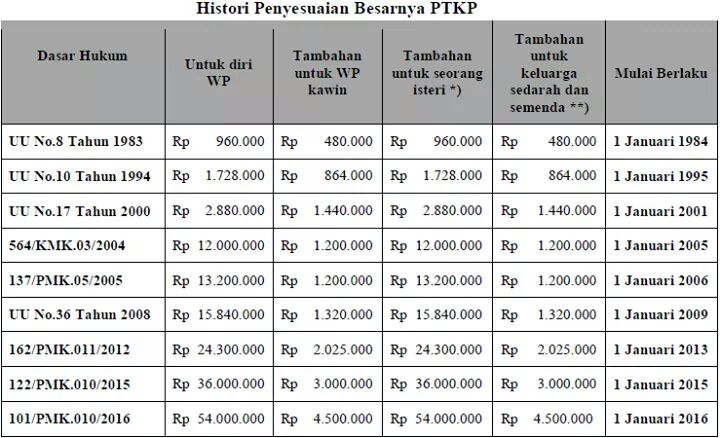 Histori Penyesuaian Besarnya PTKP
Dasar Hukum
Untuk diri
WP
Tambahan
untuk WP
kawin
Tambahan
untuk seorang
isteri *)
Tambahan
untuk
keluarga
sedarah dan
semenda **)
Mulai Berlaku
UU No.8 Tahun 1983 Rp 960.000 Rp 480.000 Rp 960.000 Rp 480.000 1 Januari 1984
UU No.10 Tahun 1994 Rp 1.728.000 Rp 864.000 Rp 1.728.000 Rp 864.000 1 Januari 1995
UU No.17 Tahun 2000 Rp 2.880.000 Rp 1.440.000 Rp 2.880.000 Rp 1.440.000 1 Januari 2001
564/KMK.03/2004 Rp 12.000.000 Rp 1.200.000 Rp 12.000.000 Rp 1.200.000 1 Januari 2005
137/PMK.05/2005 Rp 13.200.000 Rp 1.200.000 Rp 13.200.000 Rp 1.200.000 1 Januari 2006
UU No.36 Tahun 2008 Rp 15.840.000 Rp 1.320.000 Rp 15.840.000 Rp 1.320.000 1 Januari 2009
162/PMK.011/2012 Rp 24.300.000 Rp 2.025.000 Rp 24.300.000 Rp 2.025.000 1 Januari 2013
122/PMK.010/2015 Rp 36.000.000 Rp 3.000.000 Rp 36.000.000 Rp 3.000.000 1 Januari 2015
101/PMK.010/2016 Rp 54.000.000 Rp 4.500.000 Rp 54.000.000 Rp 4.500.000 1 Januari 2016